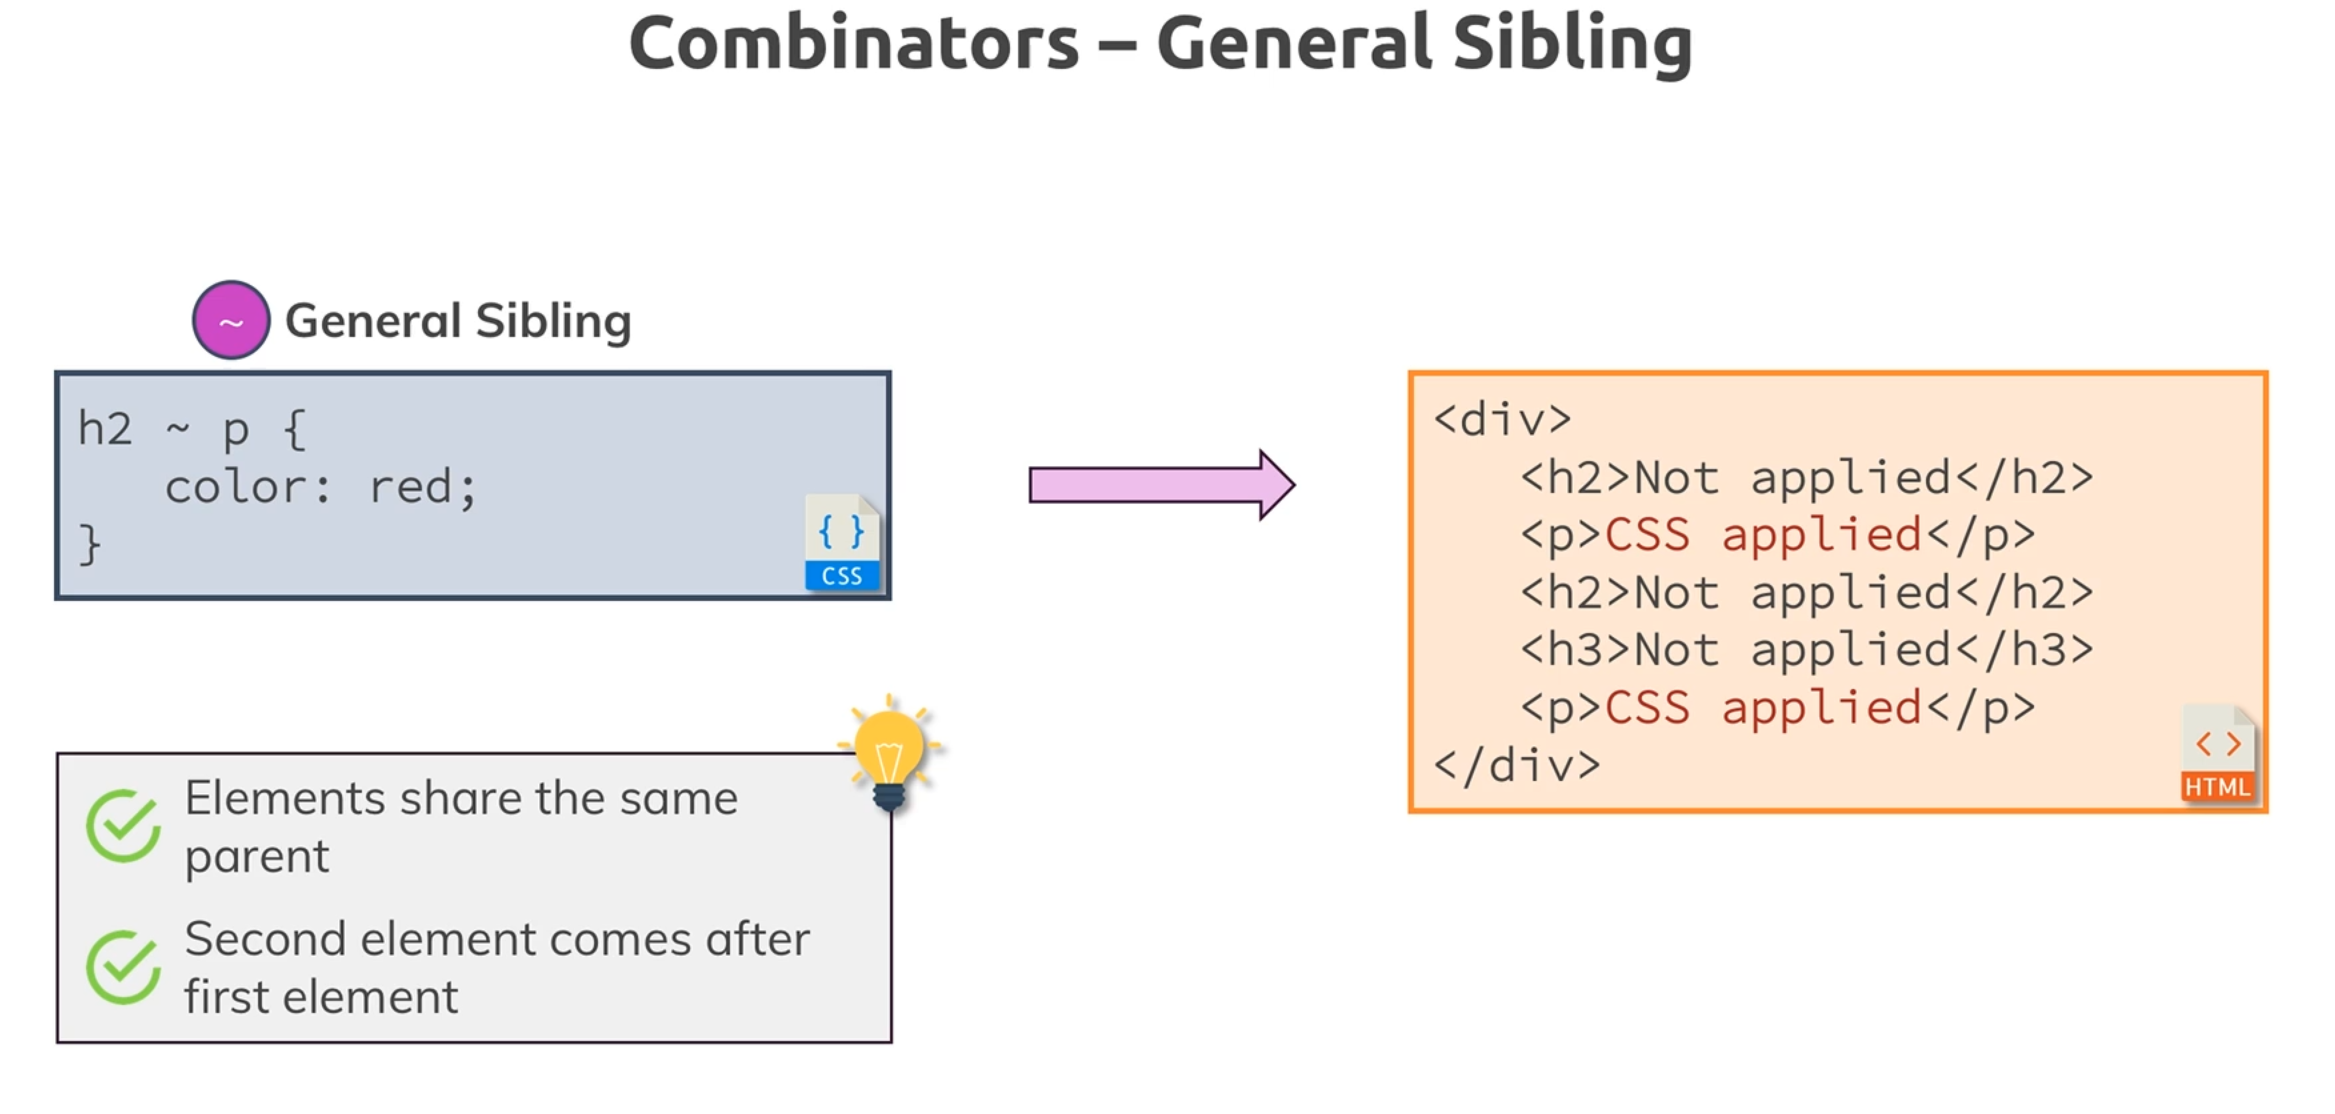 Combinators – General Sibling
~ General Sibling
h2 ~ p {
color: red;
}
{ }
CSS
Elements share the same
parent
Second element comes after
first element
<div>
<h2>Not applied</h2>
<p>CSS applied</p>
<h2>Not applied</h2>
<h3>Not applied</h3>
<p>CSS applied</p>
</div>
< >
HTML